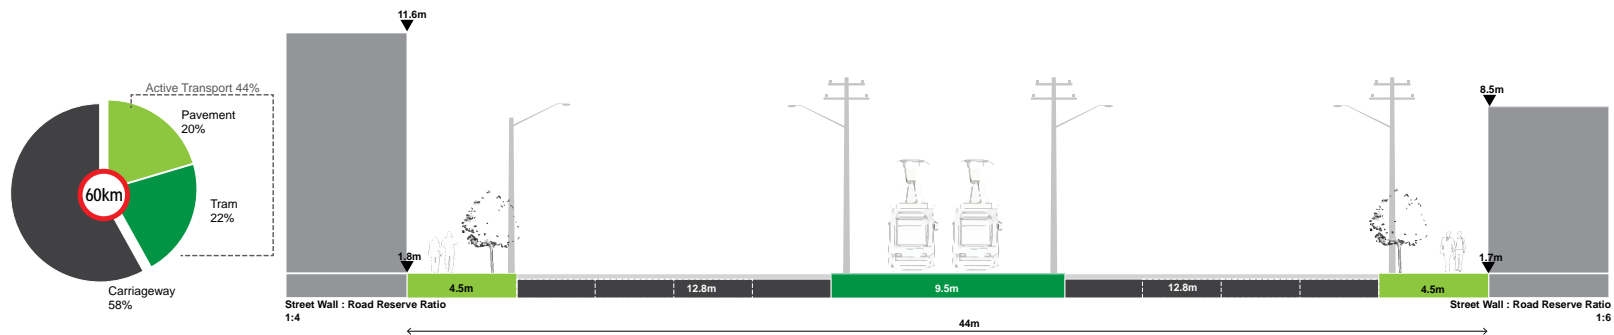 11.6m
8.5m
Active Transport 44%
Pavement
20%
60km
Tram
22%
Carriageway
58%
1.8m
1.7m
4.5m
12.8m
9.5m
12.8m
4.5m
Street Wall : Road Reserve Ratio
1:4
Street Wall : Road Reserve Ratio
1:6
44m